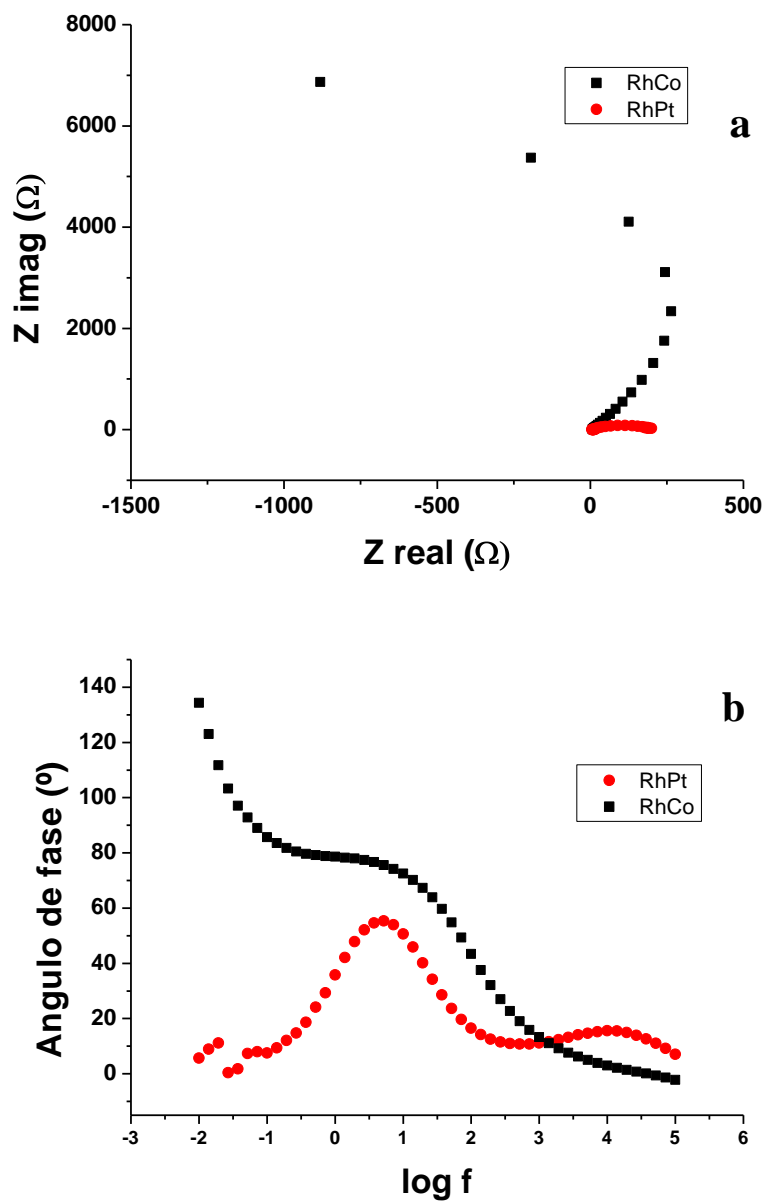 8000
6000
4000
2000
0
Z imag (Ω)
-1500
-1000
-500
0
500
Z real (Ω)
RhCo
RhPt
a
140
120
100
80
60
40
20
0
Angulo de fase (º)
-3
-2
-1
0
1
2
3
4
5
6
log f
RhPt
RhCo
b